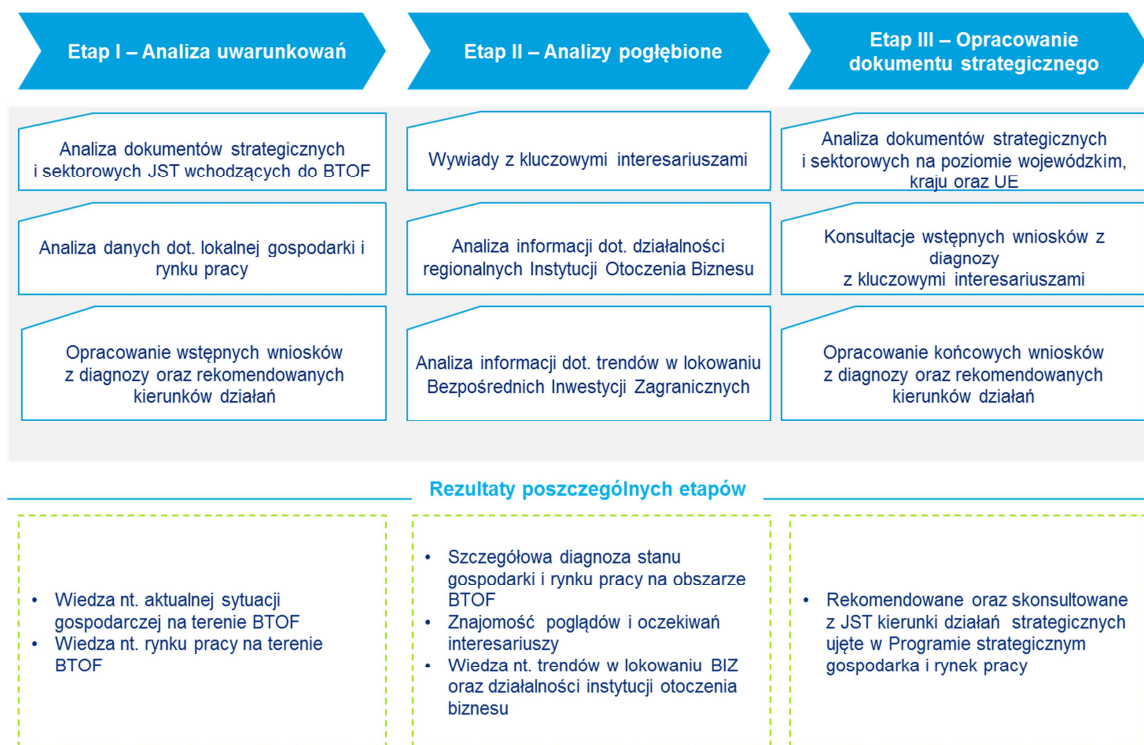 Etap I – Analiza uwarunkowań
Etap II – Analizy pogłębione
Etap III – Opracowanie
dokumentu strategicznego
Analiza dokumentów strategicznych
i sektorowych JST wchodzących do BTOF
Analiza danych dot. lokalnej gospodarki i
rynku pracy
Opracowanie wstępnych wniosków
z diagnozy oraz rekomendowanych
kierunków działań
Wywiady z kluczowymi interesariuszami
Analiza informacji dot. działalności
regionalnych Instytucji Otoczenia Biznesu
Analiza informacji dot. trendów w lokowaniu
Bezpośrednich Inwestycji Zagranicznych
Analiza dokumentów strategicznych
i sektorowych na poziomie wojewódzkim,
kraju oraz UE
Konsultacje wstępnych wniosków z
diagnozy
z kluczowymi interesariuszami
Opracowanie końcowych wniosków
z diagnozy oraz rekomendowanych
kierunków działań
Rezultaty poszczególnych etapów
• Wiedza nt. aktualnej sytuacji
gospodarczej na terenie BTOF
• Wiedza nt. rynku pracy na terenie
BTOF
• Szczegółowa diagnoza stanu
gospodarki i rynku pracy na obszarze
BTOF
• Znajomość poglądów i oczekiwań
interesariuszy
• Wiedza nt. trendów w lokowaniu BIZ
oraz działalności instytucji otoczenia
biznesu
• Rekomendowane oraz skonsultowane
z JST kierunki działań strategicznych
ujęte w Programie strategicznym
gospodarka i rynek pracy